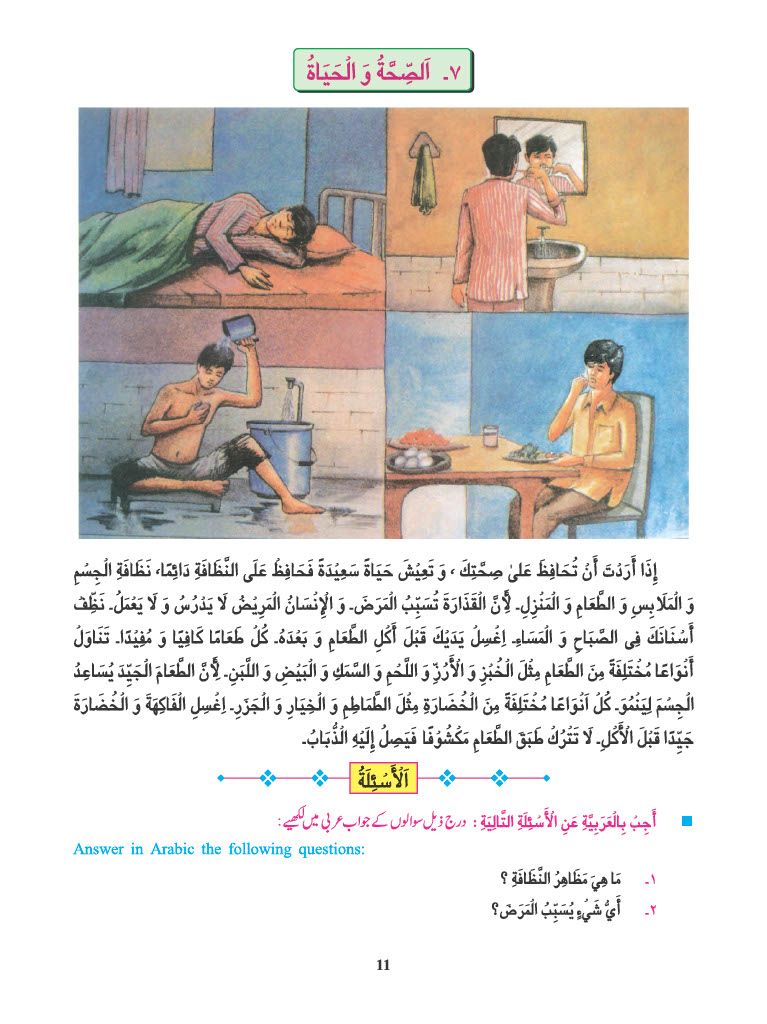 ٧۔ اَلصِّحَّةُ وَ الْحَيَاةُ
إِذَا أَرَدْتَ أَنْ تُحَافِظَ عَلىٰ صِحَّتِكَ ، وَ تَعِيْشَ حَيَاةً سَعِيْدَةً فَحَافِظْ عَلَى النَّظَافَةِ دَائِمًا، نَظَافَةِ الْجِسْمِ
وَ الْمَلَابِسِ وَ الطَّعَامِ وَ الْمَنْزِلِ۔ لِأَنَّ الْقَذَارَةَ تُسَبِّبُ الْمَرَضَ۔ وَ الْإِنْسَانُ الْمَرِيْضُ لَا يَدْرُسُ وَ لَا يَعْمَلُ۔ نَظِّفْ
أَسْنَانَكَ فِى الصَّبَاحِ وَ الْمَسَاءِ۔ اِغْسِلْ يَدَيْكَ قَبْلَ أَكْلِ الطَّعَامِ وَ بَعْدَهُ۔ كُلْ طَعَامًا كَافِيًا وَ مُفِيْدًا۔ تَنَاوَلْ
أَنْوَاعًا مُخْتَلِفَةً مِنَ الطَّعَامِ مِثْلَ الْخُبْزِ وَ الْأَرُزِّ وَ اللَّحْمِ وَ السَّمَكِ وَ الْبَيْضِ وَ اللَّبَنِ۔ لِأَنَّ الطَّعَامَ الْجَيِّدَ يُسَاعِدُ
الْجِسْمَ لِيَنْمُوَ۔ كُلْ اَنْوَاعًا مُخْتَلِفَةً مِنَ الْخُضَارَةِ مِثْلَ الطَّمَاطِمِ وَ الْخِيَارِ وَ الْجَزَرِ۔ اِغْسِلِ الْفَاكِهَةَ وَ الْخُضَارَةَ
جَيِّدًا قَبْلَ الْأَكْلِ۔ لَا تَتْرُكْ طَبَقَ الطَّعَامِ مَكْشُوْفًا فَيَصِلُ إِلَيْهِ الذُّبَابُ۔
اَلْأَسْئِلَةُ
أَجِبْ بِالْعَرَبِيَّةِ عَنِ الْأَسْئِلَةِ التَّالِيَةِ : درج ذیل سوالوں کے جواب عربی میں لکھیے :
Answer in Arabic the following questions:
١۔ مَا هِيَ مَظَاهِرُ النَّظَافَةِ ؟
٢۔ أَيُّ شَيْءٍ يُسَبِّبُ الْمَرَضَ؟
11